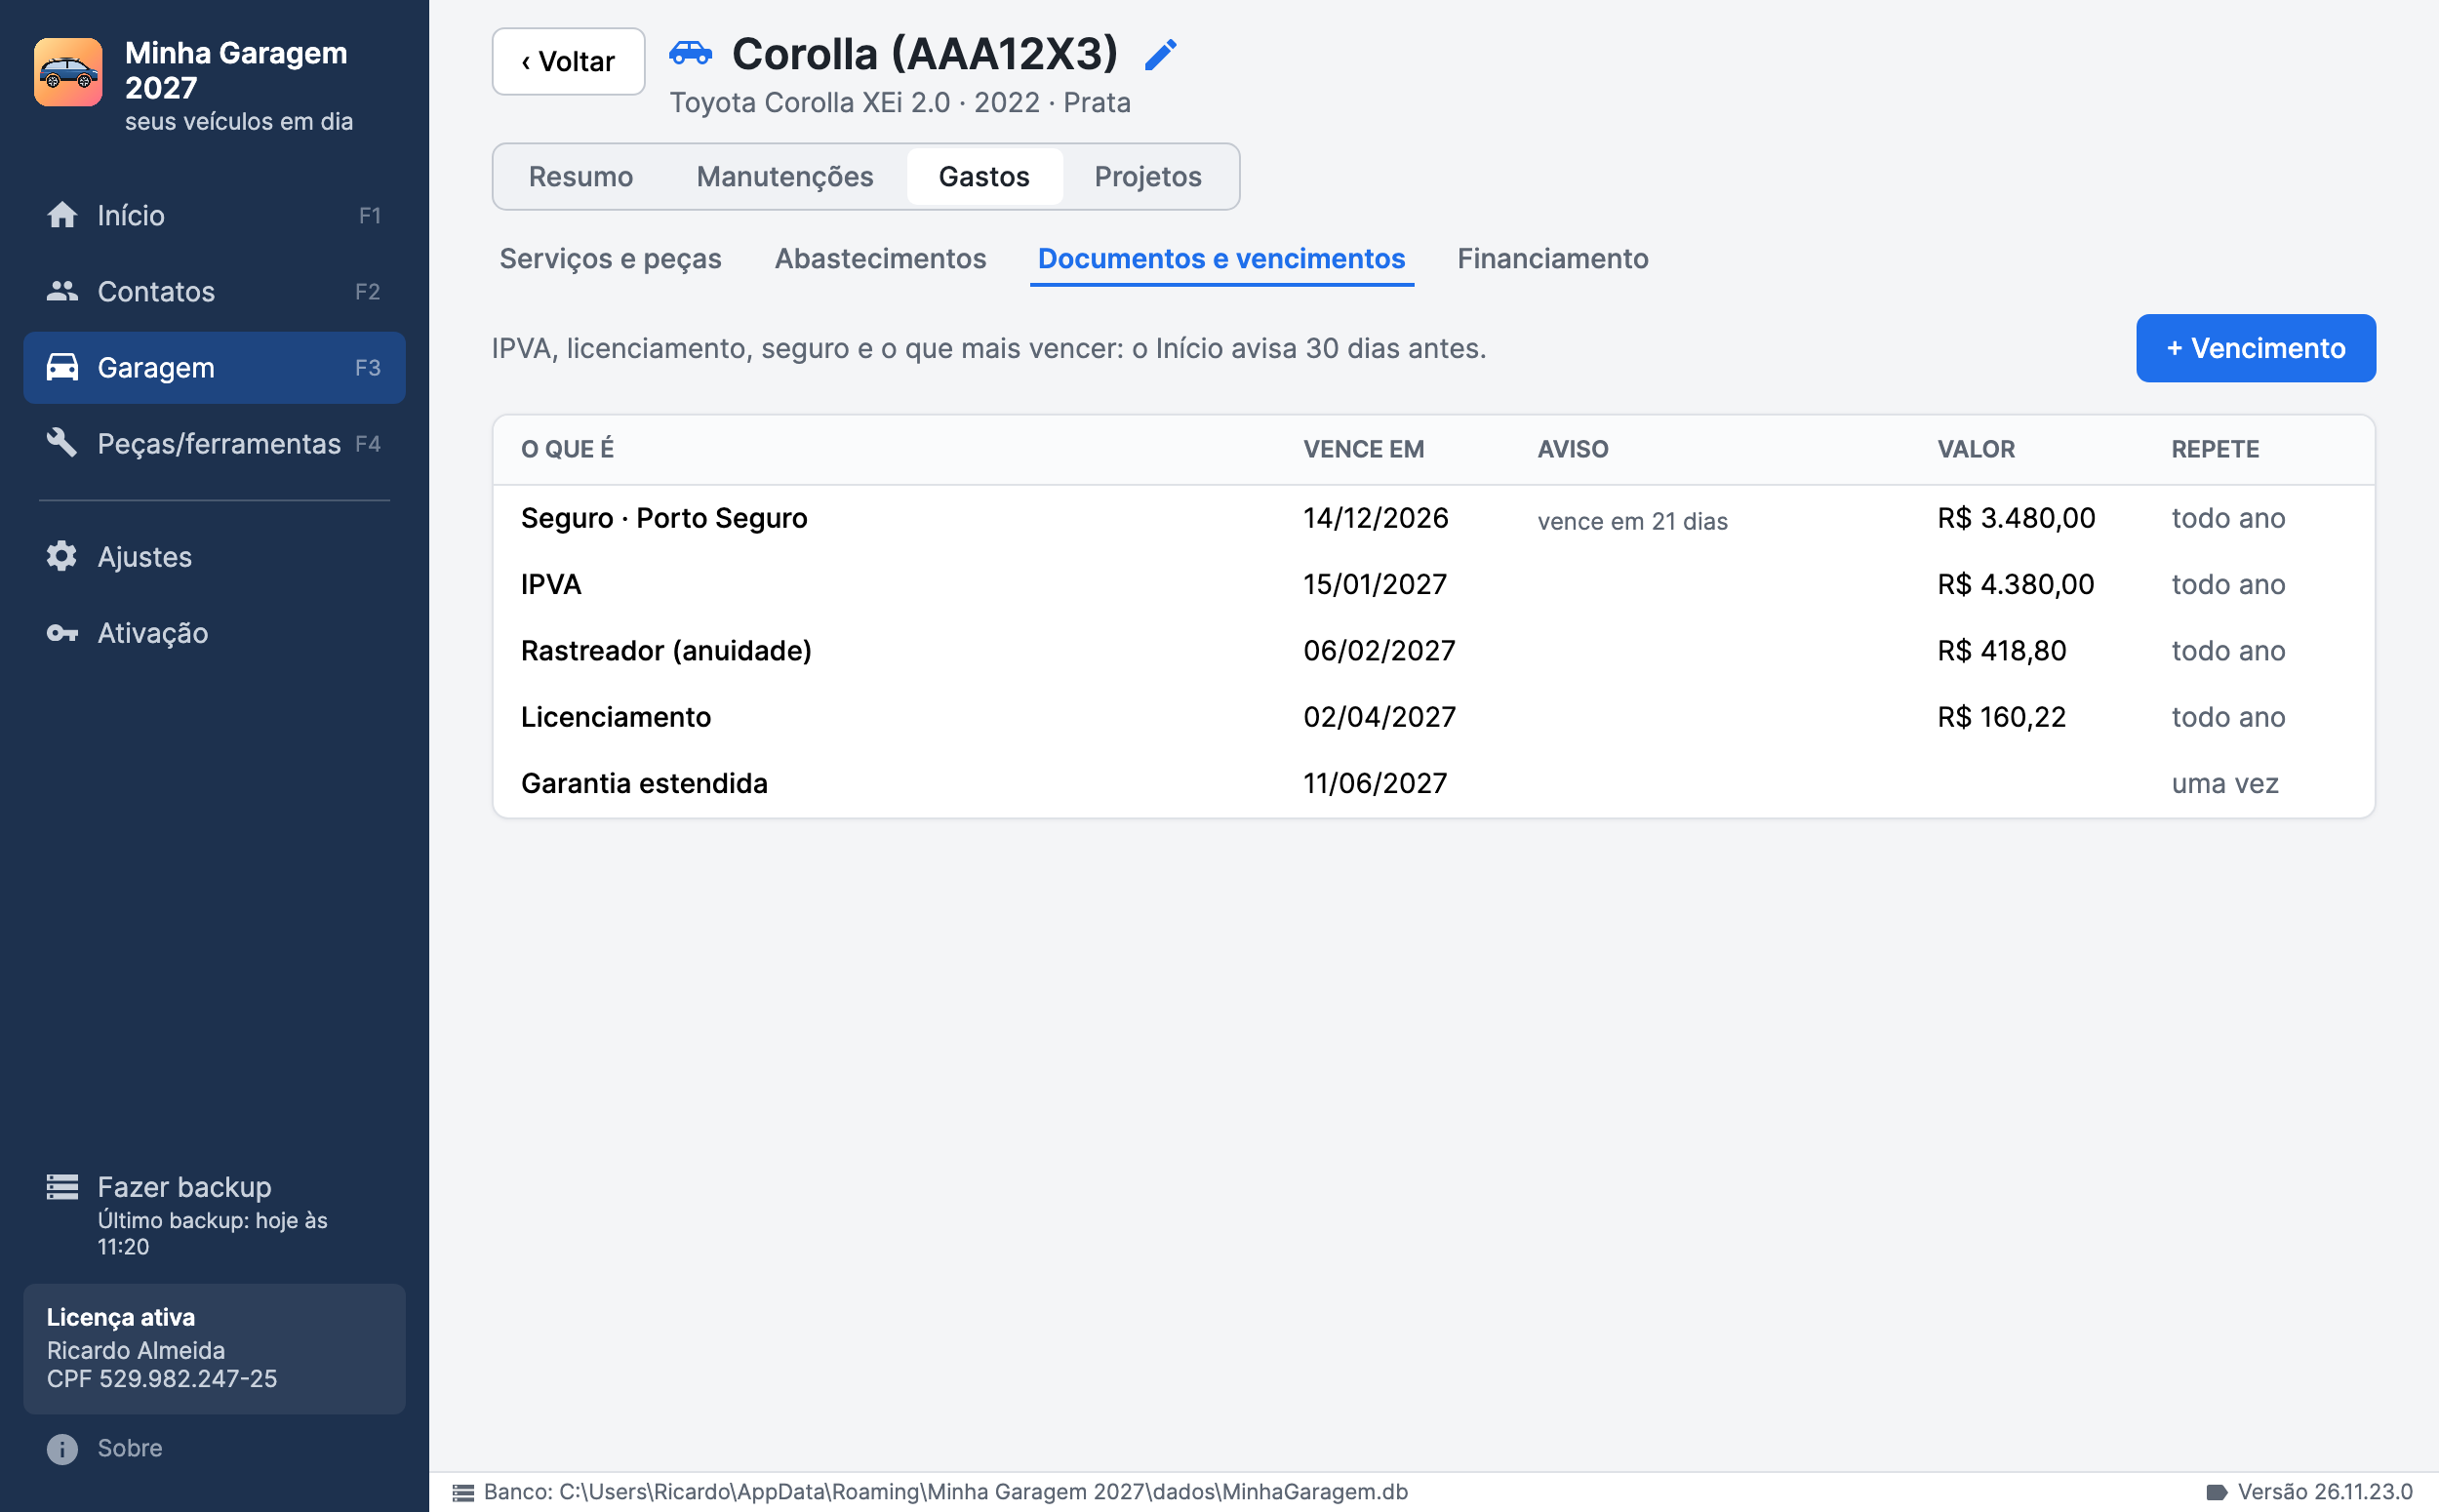 Minha Garagem
2027
seus veículos em dia
Início F1
Contatos F2
Garagem F3
Peças/ferramentas F4
Ajustes
Ativação
Fazer backup
Último backup: hoje às
11:20
Licença ativa
Ricardo Almeida
CPF 529.982.247-25
Sobre
‹ Voltar
Corolla (AAA12X3)
Toyota Corolla XEi 2.0 · 2022 · Prata
Resumo Manutenções Gastos Projetos
Serviços e peças Abastecimentos Documentos e vencimentos Financiamento
IPVA, licenciamento, seguro e o que mais vencer: o Início avisa 30 dias antes.
+ Vencimento
O QUE É VENCE EM AVISO VALOR REPETE
Seguro · Porto Seguro 14/12/2026 vence em 21 dias R$ 3.480,00 todo ano
IPVA 15/01/2027 R$ 4.380,00 todo ano
Rastreador (anuidade) 06/02/2027 R$ 418,80 todo ano
Licenciamento 02/04/2027 R$ 160,22 todo ano
Garantia estendida 11/06/2027 uma vez
Banco: C:\Users\Ricardo\AppData\Roaming\Minha Garagem 2027\dados\MinhaGaragem.db
Versão 26.11.23.0